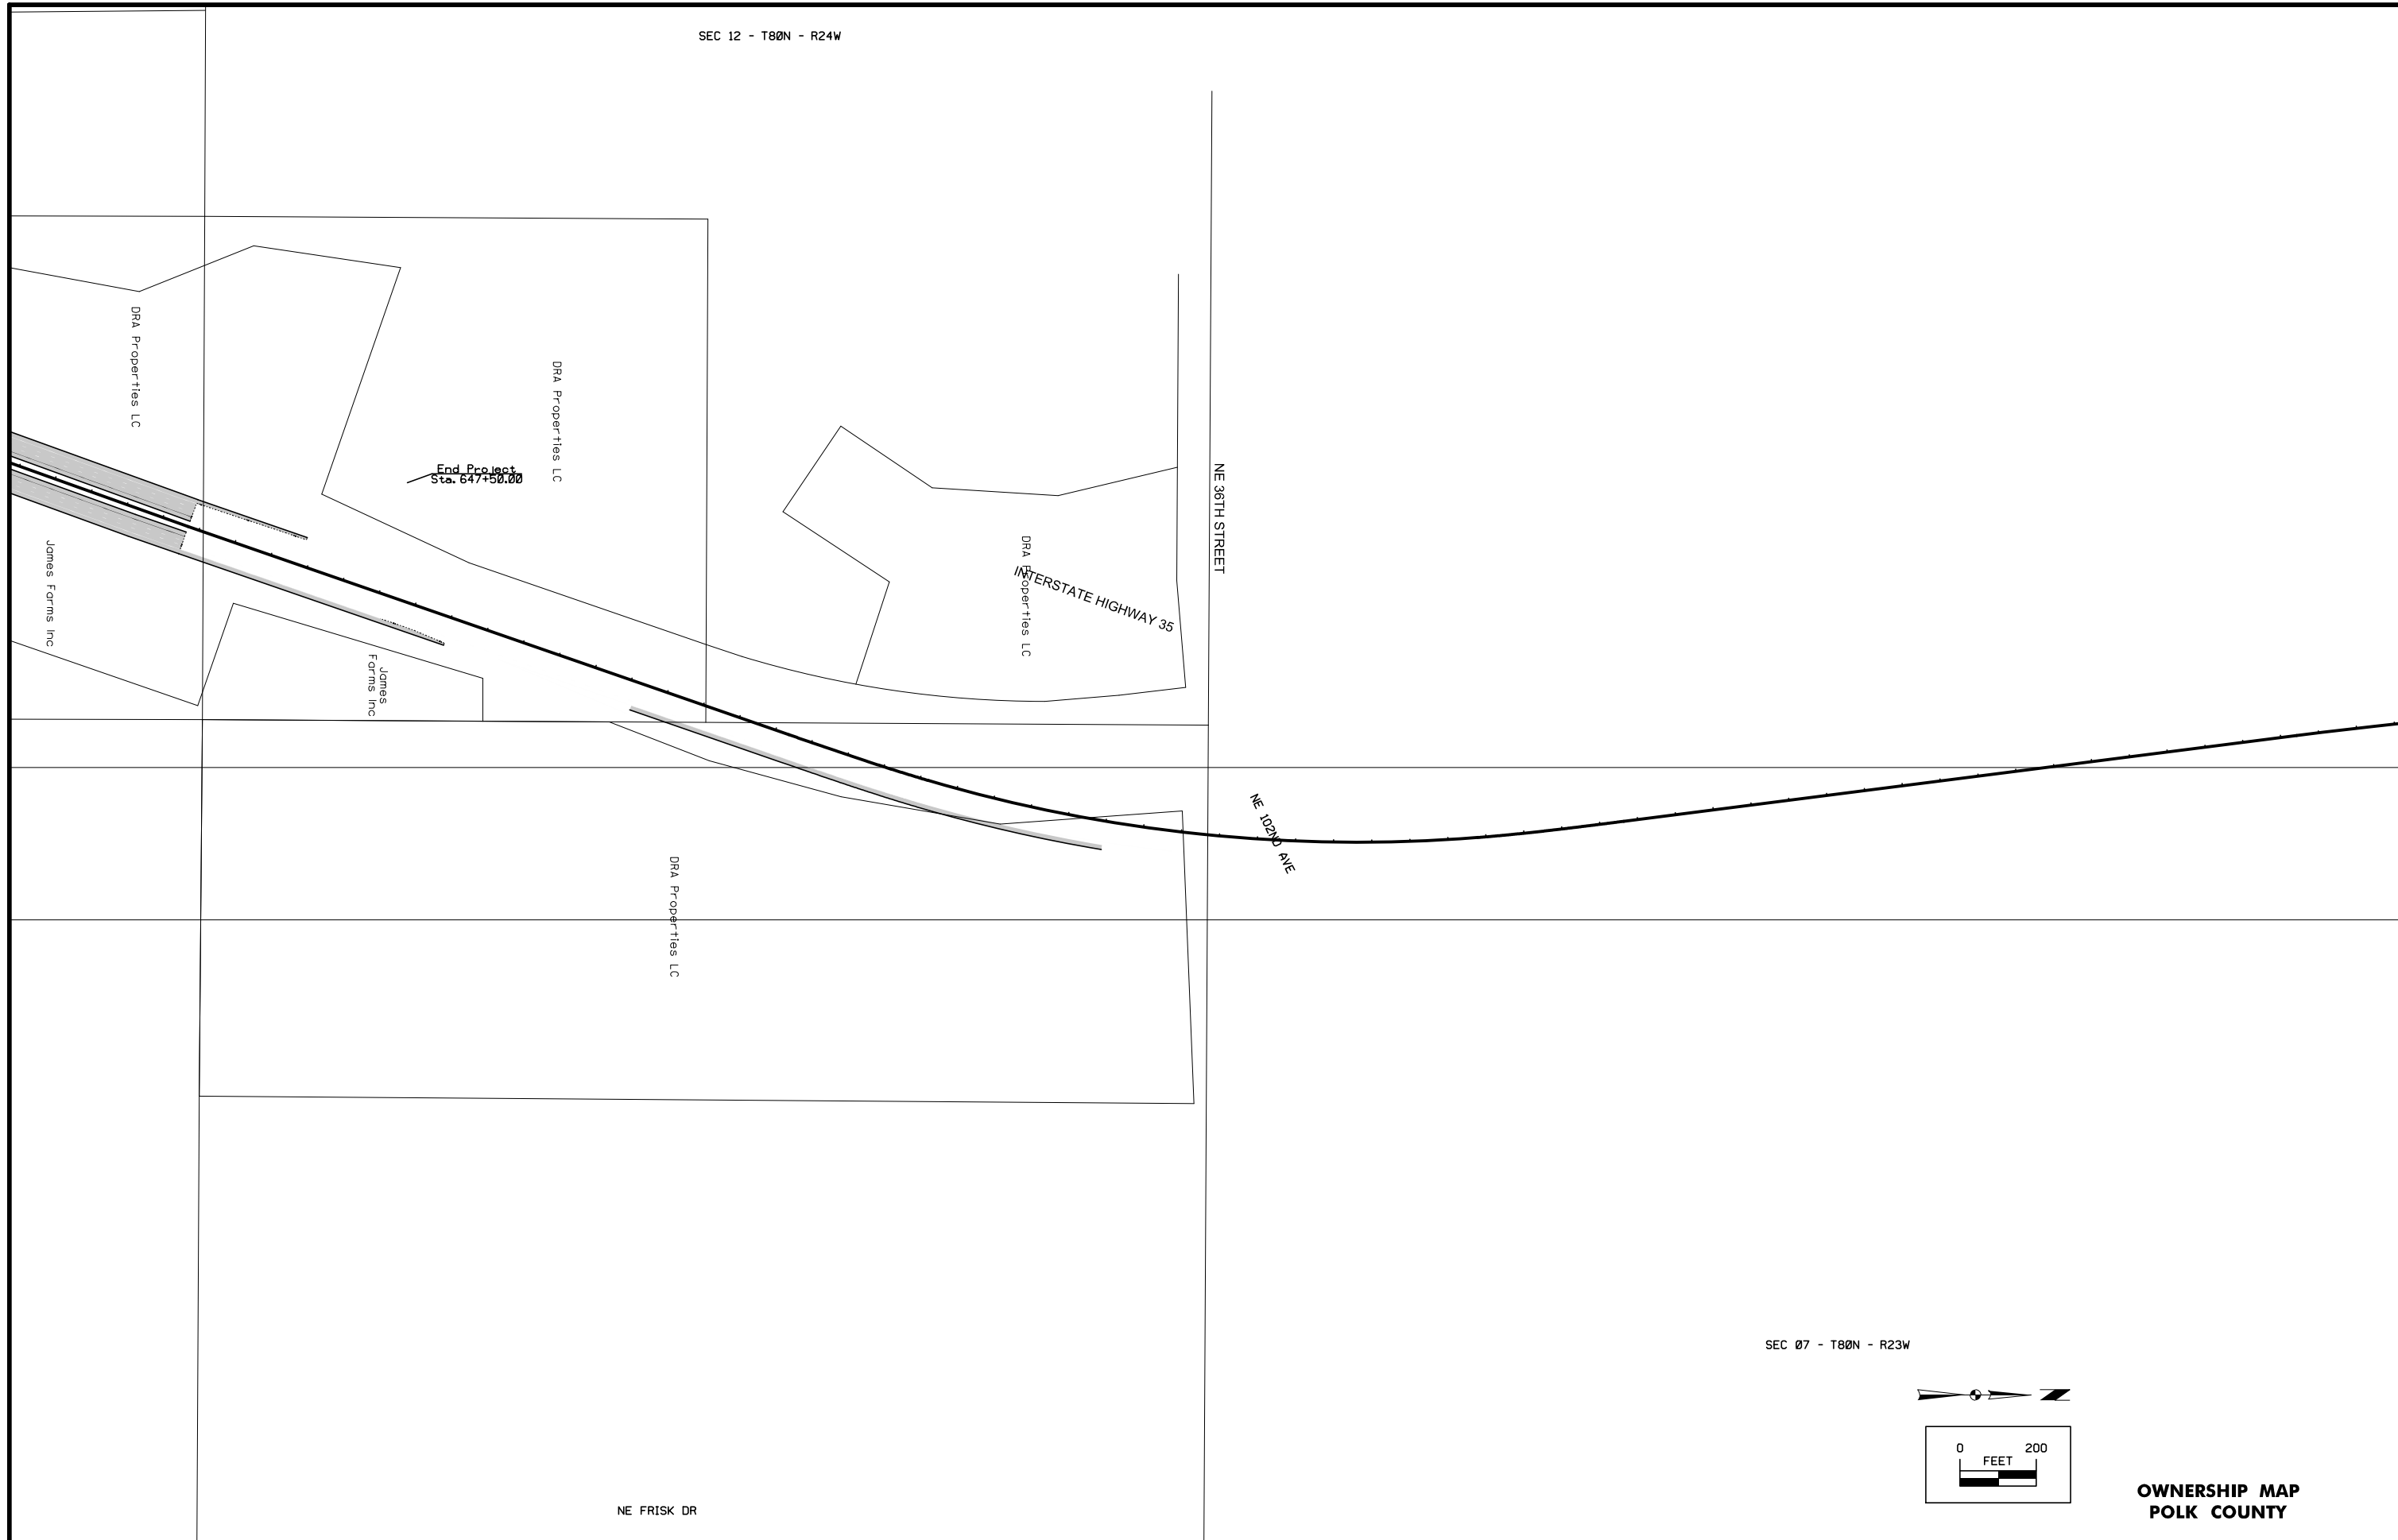 SEC 12 - T80N - R24W
DRA Properties LC
DRA Properties LC
End Project
Sta. 647+50.00
NE 36TH STREET
DRA Properties LC
INTERSTATE HIGHWAY 35
James Farms Inc
James
Farms Inc
NE 102ND AVE
DRA Properties LC
SEC 07 - T80N - R23W
N
0 200
FEET
OWNERSHIP MAP
POLK COUNTY
NE FRISK DR